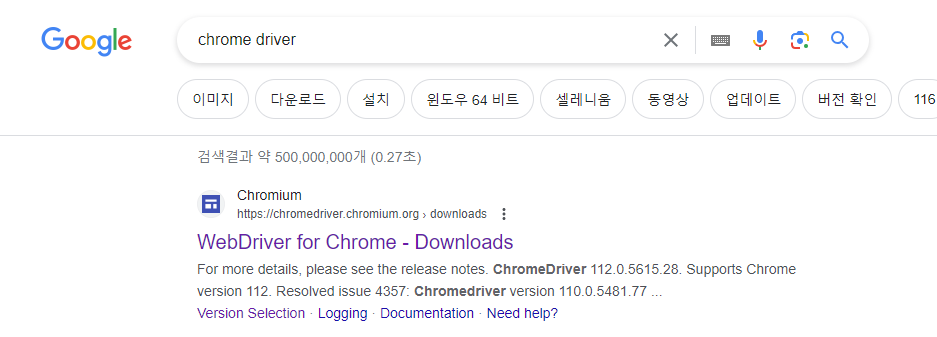 Google
chrome driver
이미지 다운로드 설치 윈도우 64 비트 셀레니움 동영상 업데이트 버전 확인 116
검색결과 약 500,000,000개 (0.27초)
Chromium
https://chromedriver.chromium.org › downloads
WebDriver for Chrome - Downloads
For more details, please see the release notes. ChromeDriver 112.0.5615.28. Supports Chrome
version 112. Resolved issue 4357: Chromedriver version 110.0.5481.77 ...
Version Selection · Logging · Documentation · Need help?